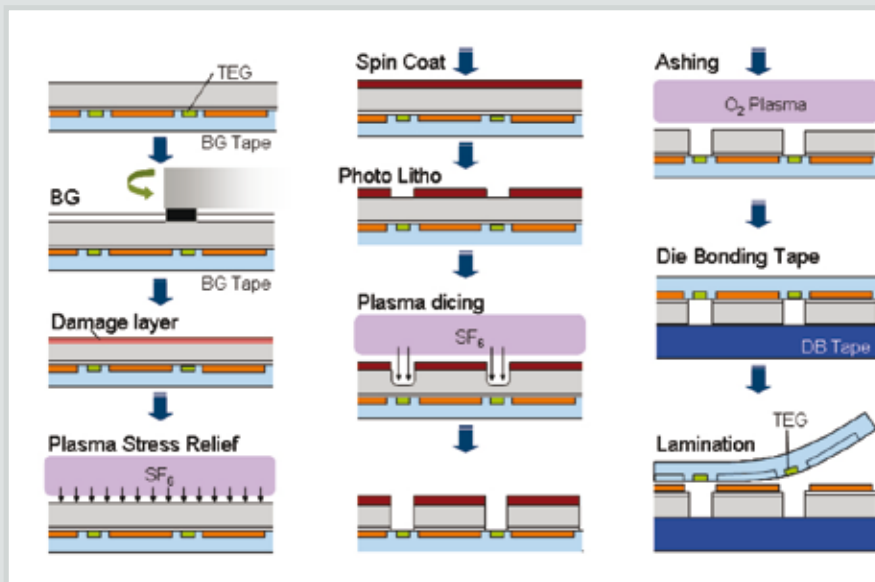 TEG
BG Tape
BG
BG Tape
Damage layer
Plasma Stress Relief
SF₆
Spin Coat
Photo Litho
Plasma dicing
SF₆
Ashing
O₂ Plasma
Die Bonding Tape
DB Tape
TEG
Lamination